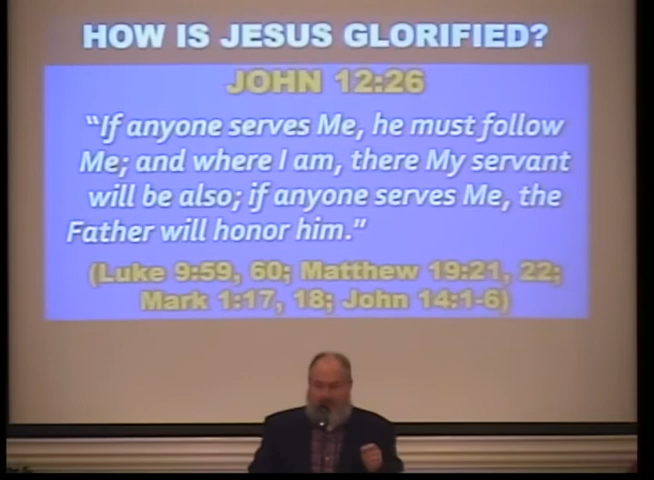 HOW IS JESUS GLORIFIED?
JOHN 12:26
“If anyone serves Me, he must follow
Me; and where I am, there My servant
will be also; if anyone serves Me, the
Father will honor him.”
(Luke 9:59, 60; Matthew 19:21, 22;
Mark 1:17, 18; John 14:1-6)